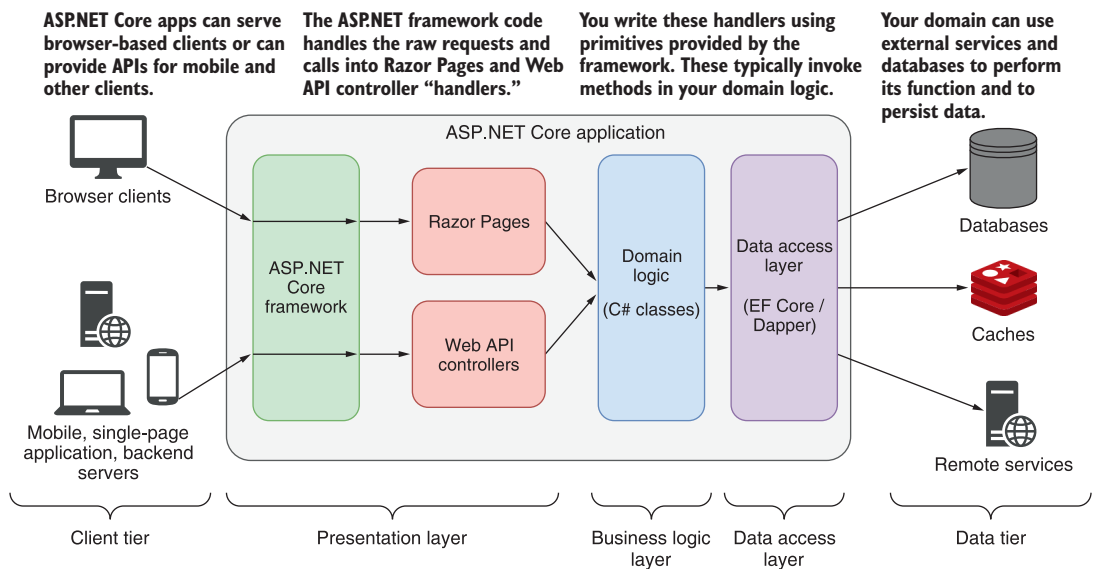 ASP.NET Core apps can serve
browser-based clients or can
provide APIs for mobile and
other clients.
The ASP.NET framework code
handles the raw requests and
calls into Razor Pages and Web
API controller “handlers.”
You write these handlers using
primitives provided by the
framework. These typically invoke
methods in your domain logic.
Your domain can use
external services and
databases to perform
its function and to
persist data.
ASP.NET Core application
Browser clients
Mobile, single-page
application, backend
servers
ASP.NET
Core
framework
Razor Pages
Web API
controllers
Domain
logic
(C# classes)
Data access
layer
(EF Core /
Dapper)
Databases
Caches
Remote services
Client tier
Presentation layer
Business logic
layer
Data access
layer
Data tier